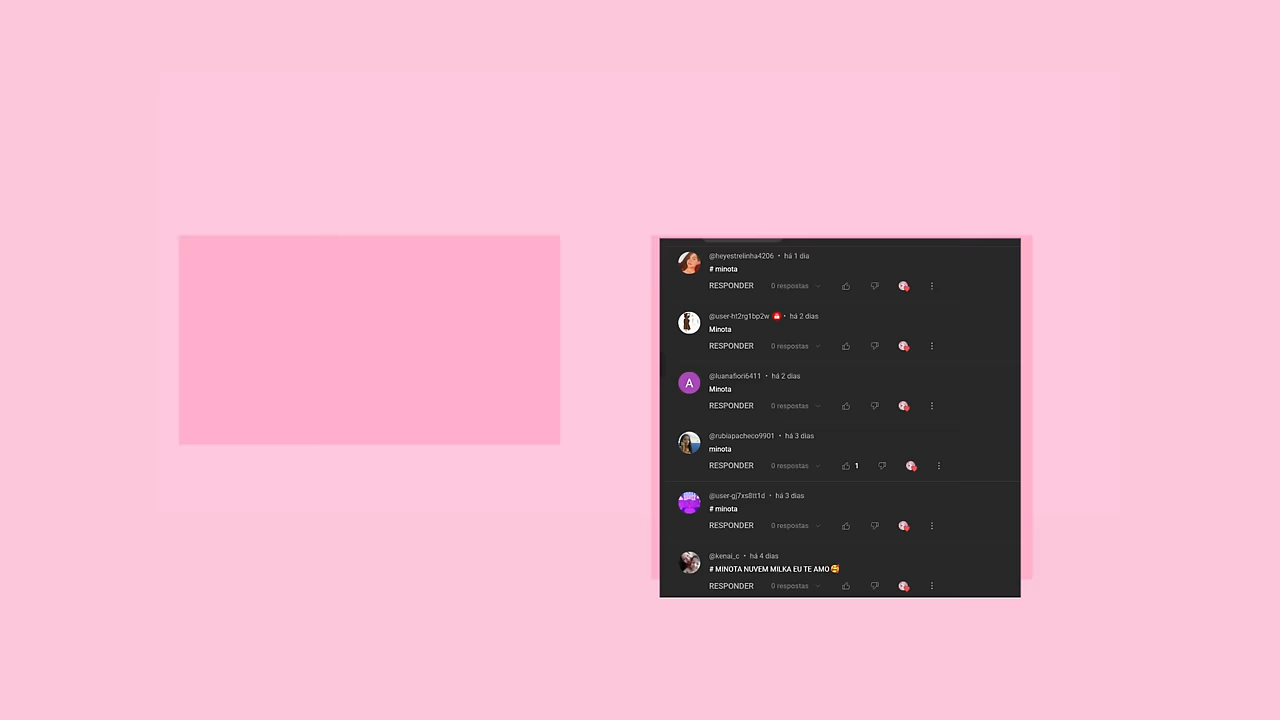 @heyestrelinha4206 • há 1 dia
# minota
RESPONDER 0 respostas
@user-ht2rg1bp2w • há 2 dias
Minota
RESPONDER 0 respostas
A
@luanafiori6411 • há 2 dias
Minota
RESPONDER 0 respostas
@rubiapacheco9901 • há 3 dias
minota
RESPONDER 0 respostas 1
@user-gj7xs8lt1d • há 3 dias
# minota
RESPONDER 0 respostas
@kenai_c • há 4 dias
# MINOTA NUVEM MILKA EU TE AMO🥰
RESPONDER 0 respostas